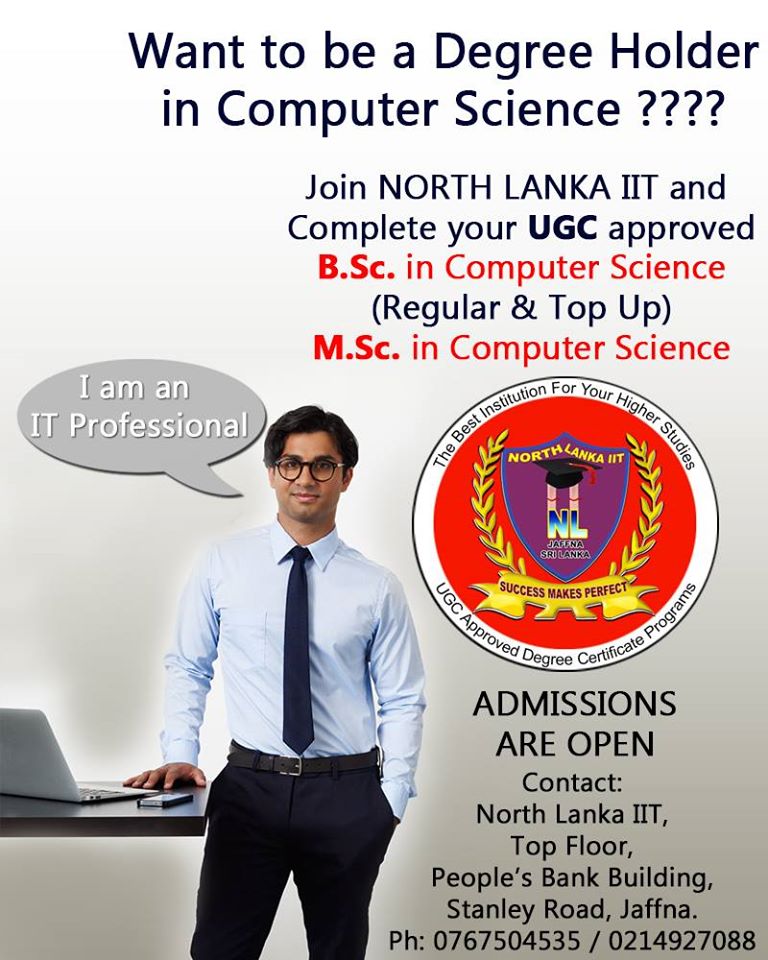 Want to be a Degree Holder
in Computer Science ????
Join NORTH LANKA IIT and
Complete your UGC approved
B.Sc. in Computer Science
(Regular & Top Up)
M.Sc. in Computer Science
I am an
IT Professional
The Best Institution For Your Higher Studies
NORTH LANKA IIT
NL
JAFFNA
SRI LANKA
SUCCESS MAKES PERFECT
UGC Approved Degree Certificate Programs
ADMISSIONS
ARE OPEN
Contact:
North Lanka IIT,
Top Floor,
People's Bank Building,
Stanley Road, Jaffna.
Ph: 0767504535 / 0214927088